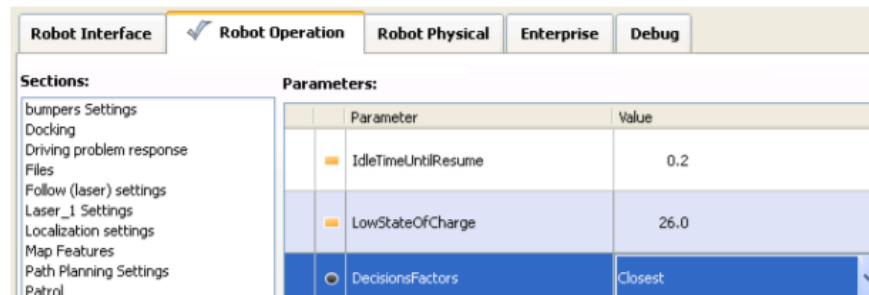 Robot Interface Robot Operation Robot Physical Enterprise Debug
Sections:
bumpers Settings
Docking
Driving problem response
Files
Follow (laser) settings
Laser_1 Settings
Localization settings
Map Features
Path Planning Settings
Patrol
Parameters:
Parameter Value
IdleTimeUntilResume 0.2
LowStateOfCharge 26.0
DecisionsFactors Closest